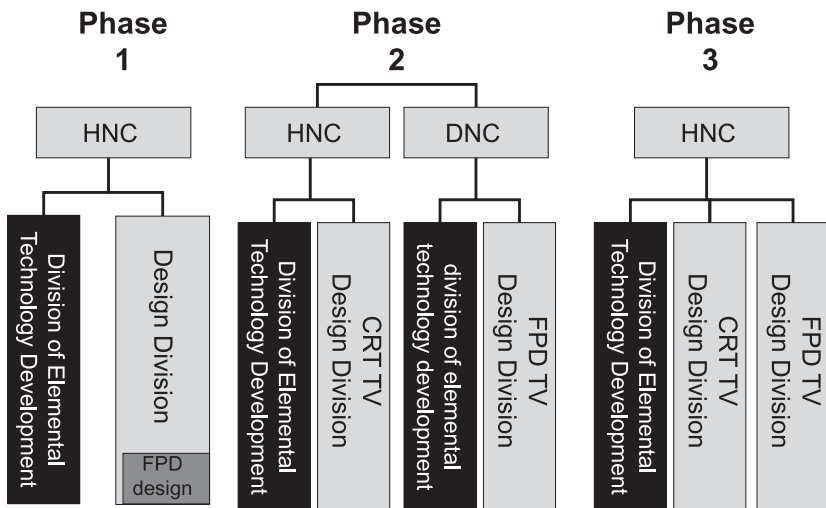 Phase
1
Phase
2
Phase
3
HNC
HNC
DNC
HNC
Division of Elemental
Technology Development
Design Division
FPD
design
Division of Elemental
Technology Development
CRT TV
Design Division
division of elemental
technology development
FPD TV
Design Division
Division of Elemental
Technology Development
CRT TV
Design Division
FPD TV
Design Division